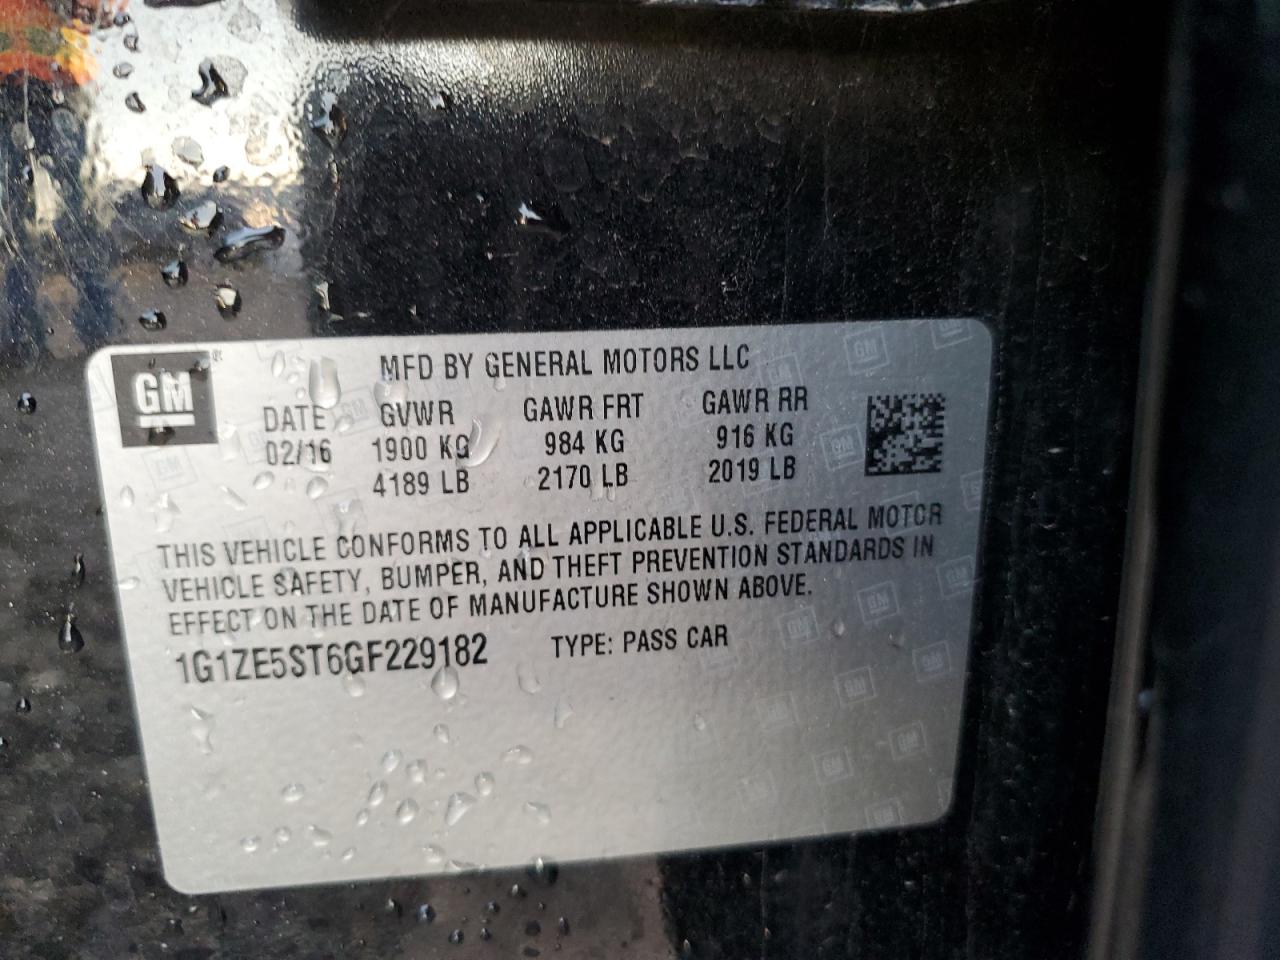 GM
MFD BY GENERAL MOTORS LLC
DATE GVWR GAWR FRT GAWR RR
02/16 1900 KG 984 KG 916 KG
4189 LB 2170 LB 2019 LB
THIS VEHICLE CONFORMS TO ALL APPLICABLE U.S. FEDERAL MOTOR
VEHICLE SAFETY, BUMPER, AND THEFT PREVENTION STANDARDS IN
EFFECT ON THE DATE OF MANUFACTURE SHOWN ABOVE.
1G1ZE5ST6GF229182 TYPE: PASS CAR